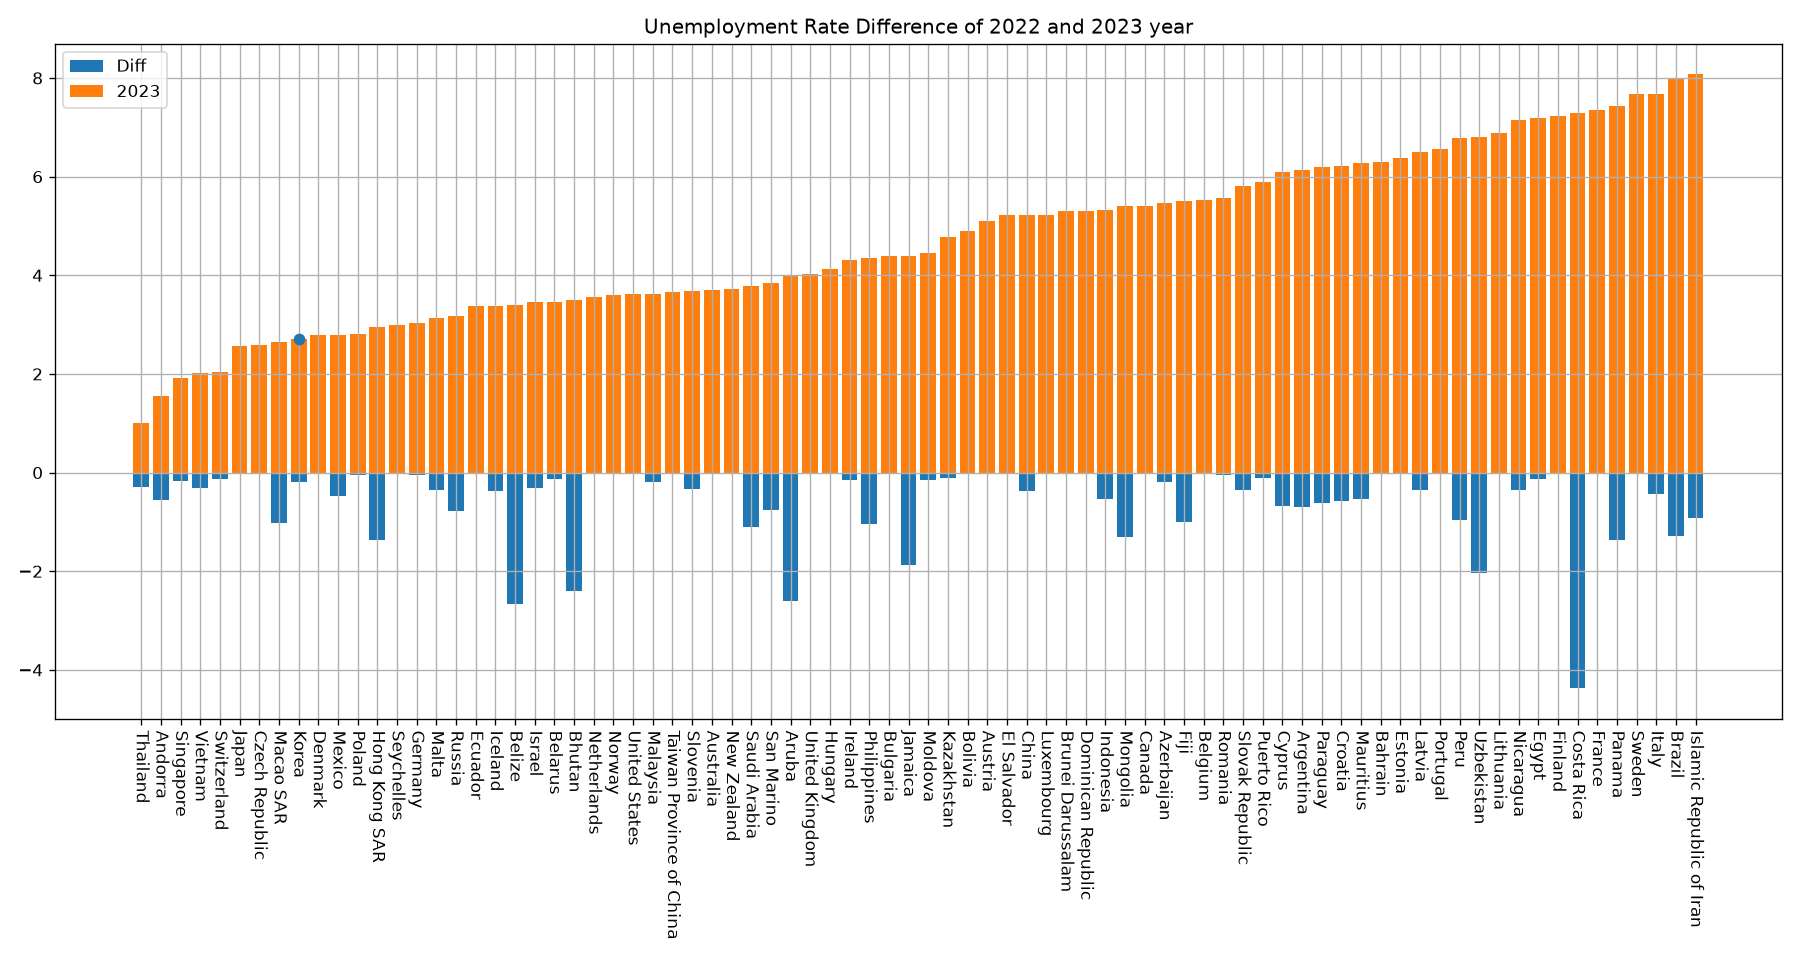 Unemployment Rate Difference of 2022 and 2023 year
Diff
2023
8
6
4
2
0
−2
−4
Thailand
Andorra
Singapore
Vietnam
Switzerland
Japan
Czech Republic
Macao SAR
Korea
Denmark
Mexico
Poland
Hong Kong SAR
Seychelles
Germany
Malta
Russia
Ecuador
Iceland
Belize
Israel
Belarus
Bhutan
Netherlands
Norway
United States
Malaysia
Taiwan Province of China
Slovenia
Australia
New Zealand
Saudi Arabia
San Marino
Aruba
United Kingdom
Hungary
Ireland
Philippines
Bulgaria
Jamaica
Moldova
Kazakhstan
Bolivia
Austria
El Salvador
China
Luxembourg
Brunei Darussalam
Dominican Republic
Indonesia
Mongolia
Canada
Azerbaijan
Fiji
Belgium
Romania
Slovak Republic
Puerto Rico
Cyprus
Argentina
Paraguay
Croatia
Mauritius
Bahrain
Estonia
Latvia
Portugal
Peru
Uzbekistan
Lithuania
Nicaragua
Egypt
Finland
Costa Rica
France
Panama
Sweden
Italy
Brazil
Islamic Republic of Iran